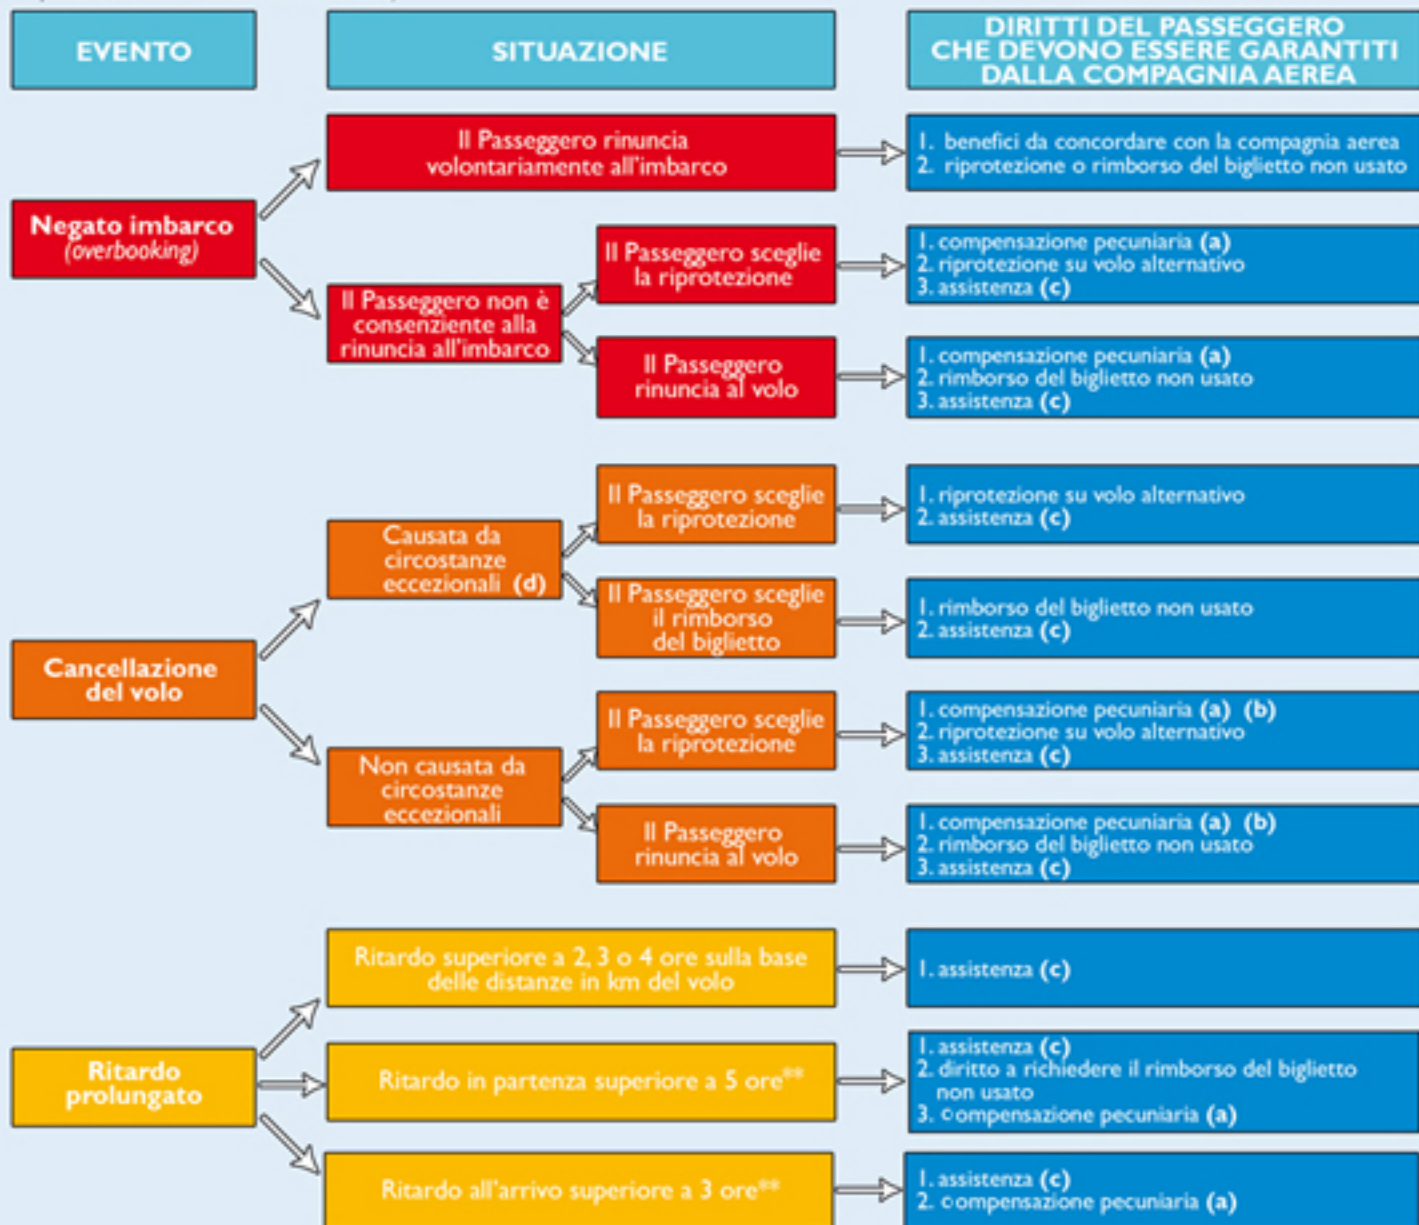 EVENTO
SITUAZIONE
DIRITTI DEL PASSEGGERO
CHE DEVONO ESSERE GARANTITI
DALLA COMPAGNIA AEREA
Negato imbarco
(overbooking)
Il Passeggero rinuncia
volontariamente all'imbarco
1. benefici da concordare con la compagnia aerea
2. riprotezione o rimborso del biglietto non usato
Il Passeggero non è
consenziente alla
rinuncia all'imbarco
Il Passeggero sceglie
la riprotezione
1. compensazione pecuniaria (a)
2. riprotezione su volo alternativo
3. assistenza (c)
Il Passeggero
rinuncia al volo
1. compensazione pecuniaria (a)
2. rimborso del biglietto non usato
3. assistenza (c)
Cancellazione
del volo
Causata da
circostanze
eccezionali (d)
Il Passeggero sceglie
la riprotezione
1. riprotezione su volo alternativo
2. assistenza (c)
Il Passeggero sceglie
il rimborso
del biglietto
1. rimborso del biglietto non usato
2. assistenza (c)
Non causata da
circostanze
eccezionali
Il Passeggero sceglie
la riprotezione
1. compensazione pecuniaria (a) (b)
2. riprotezione su volo alternativo
3. assistenza (c)
Il Passeggero
rinuncia al volo
1. compensazione pecuniaria (a) (b)
2. rimborso del biglietto non usato
3. assistenza (c)
Ritardo
prolungato
Ritardo superiore a 2, 3 o 4 ore sulla base
delle distanze in km del volo
1. assistenza (c)
Ritardo in partenza superiore a 5 ore**
1. assistenza (c)
2. diritto a richiedere il rimborso del biglietto
non usato
3. compensazione pecuniaria (a)
Ritardo all'arrivo superiore a 3 ore**
1. assistenza (c)
2. compensazione pecuniaria (a)